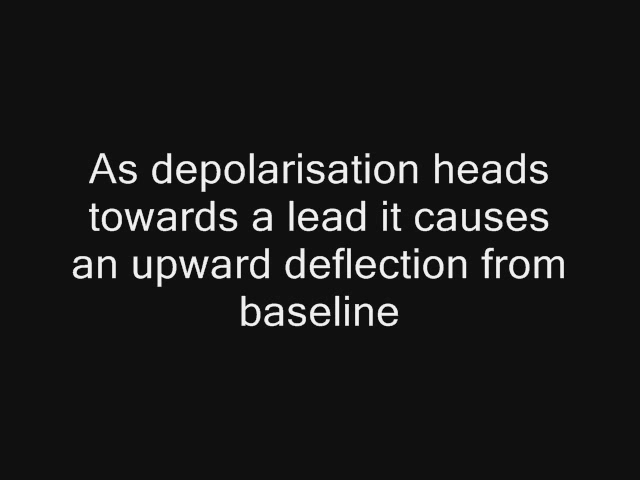 As depolarisation heads
towards a lead it causes
an upward deflection from
baseline